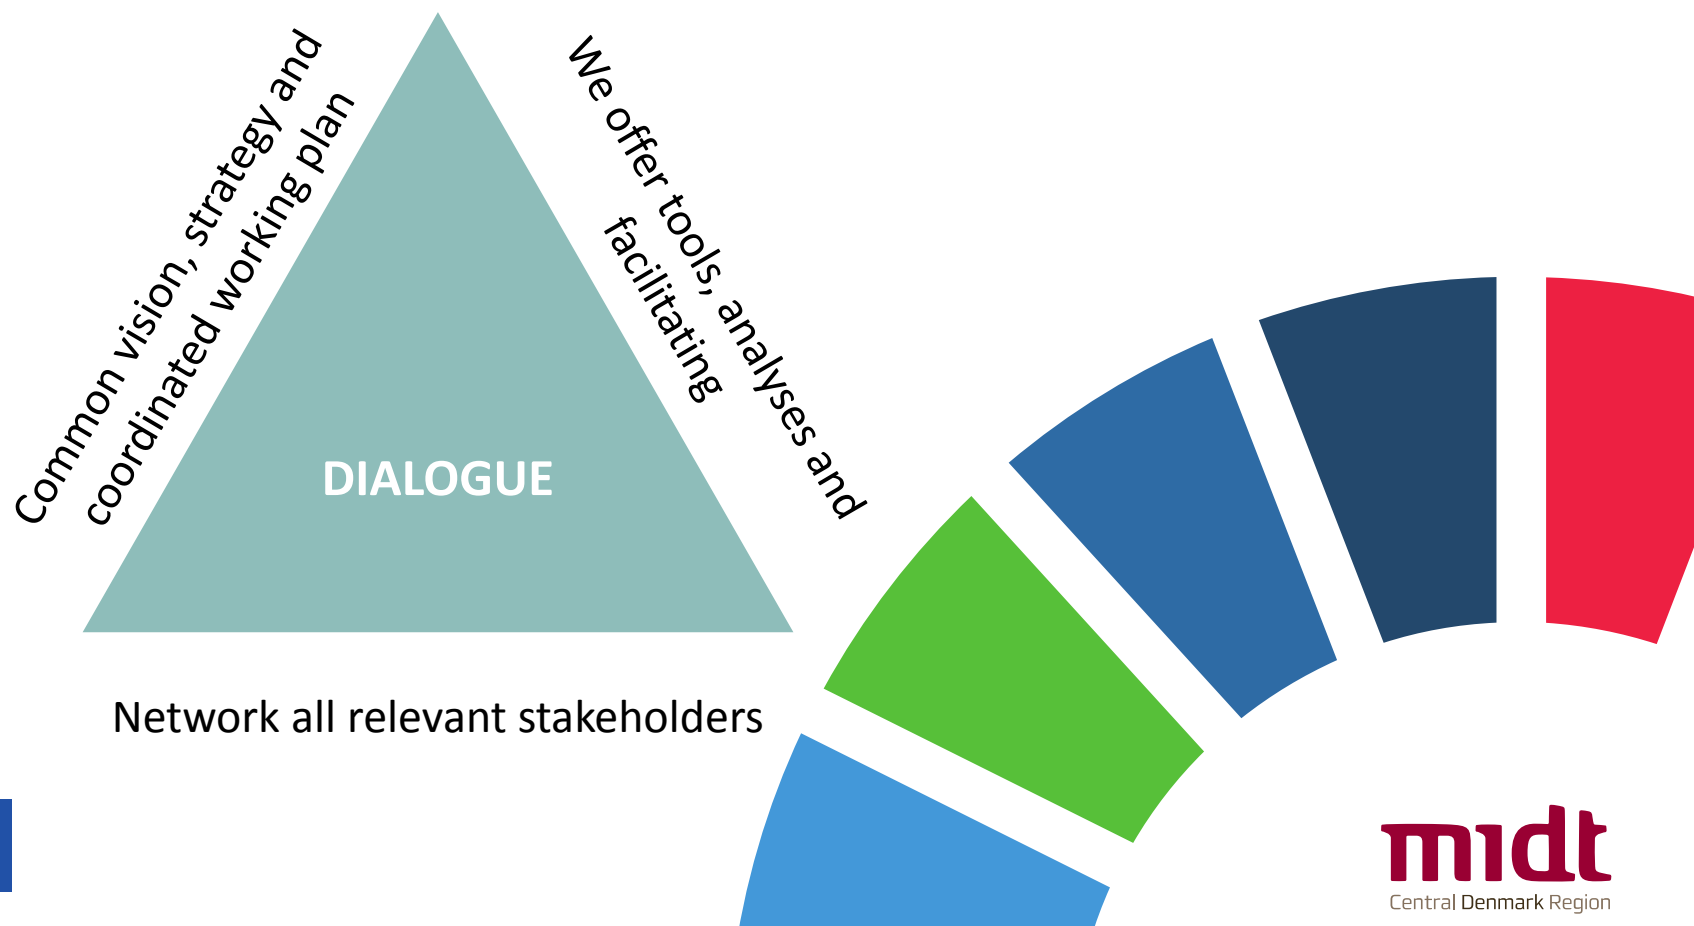 Common vision, strategy and
coordinated working plan
We offer tools, analyses and
facilitating
DIALOGUE
Network all relevant stakeholders
midt
Central Denmark Region